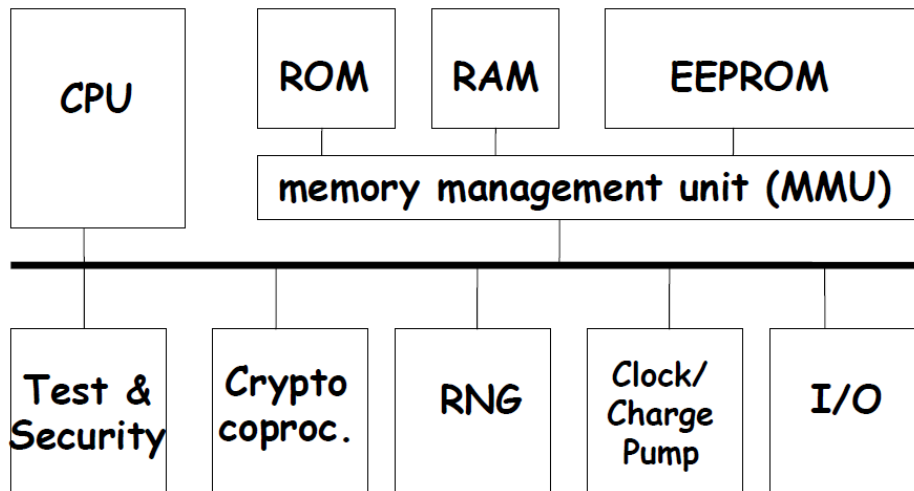 CPU
ROM
RAM
EEPROM
memory management unit (MMU)
Test &
Security
Crypto
coproc.
RNG
Clock/
Charge
Pump
I/O